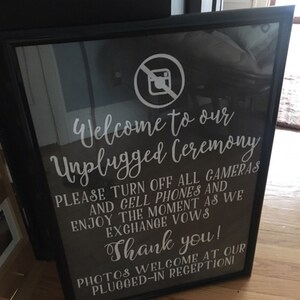 Welcome to our
Unplugged Ceremony
PLEASE TURN OFF ALL CAMERAS
AND CELL PHONES AND
ENJOY THE MOMENT AS WE
EXCHANGE VOWS
Thank you!
PHOTOS WELCOME AT OUR
PLUGGED-IN RECEPTION!